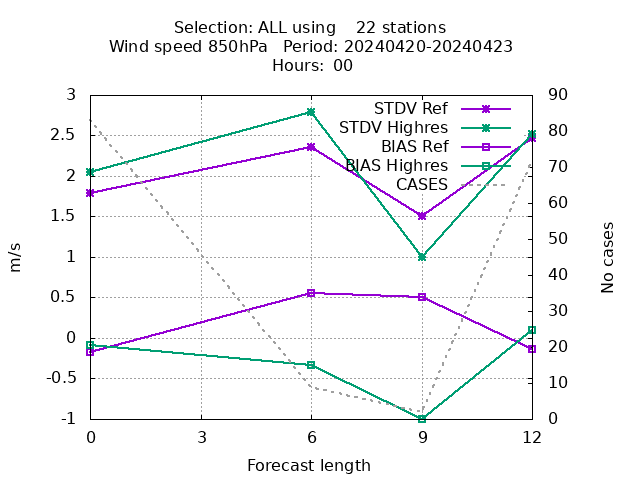 Selection: ALL using    22 stations
Wind speed 850hPa   Period: 20240420-20240423
Hours:  00
3
2.5
2
1.5
1
0.5
0
-0.5
-1
m/s
STDV Ref
STDV Highres
BIAS Ref
BIAS Highres
CASES
90
80
70
60
50
40
30
20
10
0
No cases
0 3 6 9 12
Forecast length